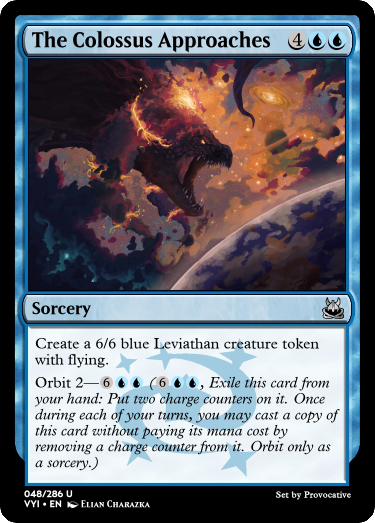 The Colossus Approaches 4
Sorcery
Create a 6/6 blue Leviathan creature token
with flying.
Orbit 2—6 (6, Exile this card from
your hand: Put two charge counters on it. Once
during each of your turns, you may cast a copy of
this card without paying its mana cost by
removing a charge counter from it. Orbit only as
a sorcery.)
048/286 U
VYI • EN Elian Charazka
Set by Provocative